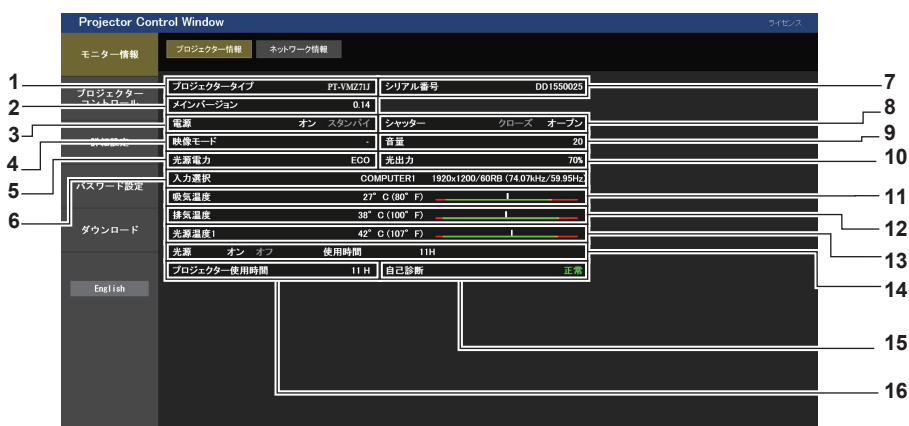 Projector Control Window
ライセンス
モニター情報
プロジェクター情報
ネットワーク情報
1
プロジェクタータイプ PT-VMZ71J
シリアル番号 DD1550025
7
プロジェクター
コントロール
2
メインバージョン 0.14
8
3
電源 オン スタンバイ
シャッター クローズ オープン
9
詳細設定
4
映像モード -
音量 20
10
5
光源電力 ECO
光出力 70%
6
入力選択 COMPUTER1 1920x1200/60RB (74.07kHz/59.95Hz)
パスワード設定
吸気温度 27° C (80° F)
11
排気温度 38° C (100° F)
12
ダウンロード
光源温度1 42° C (107° F)
13
光源 オン オフ 使用時間 11H
14
プロジェクター使用時間 11 H
自己診断 正常
English
15
16